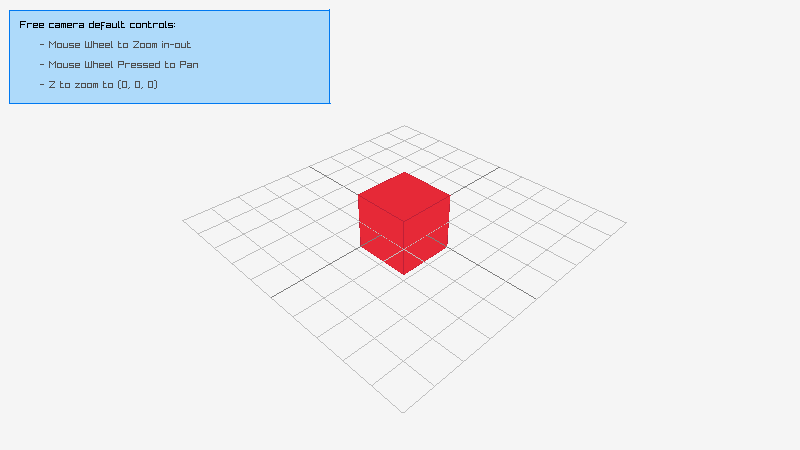 Free camera default controls:
- Mouse Wheel to Zoom in-out
- Mouse Wheel Pressed to Pan
- Z to zoom to (0, 0, 0)